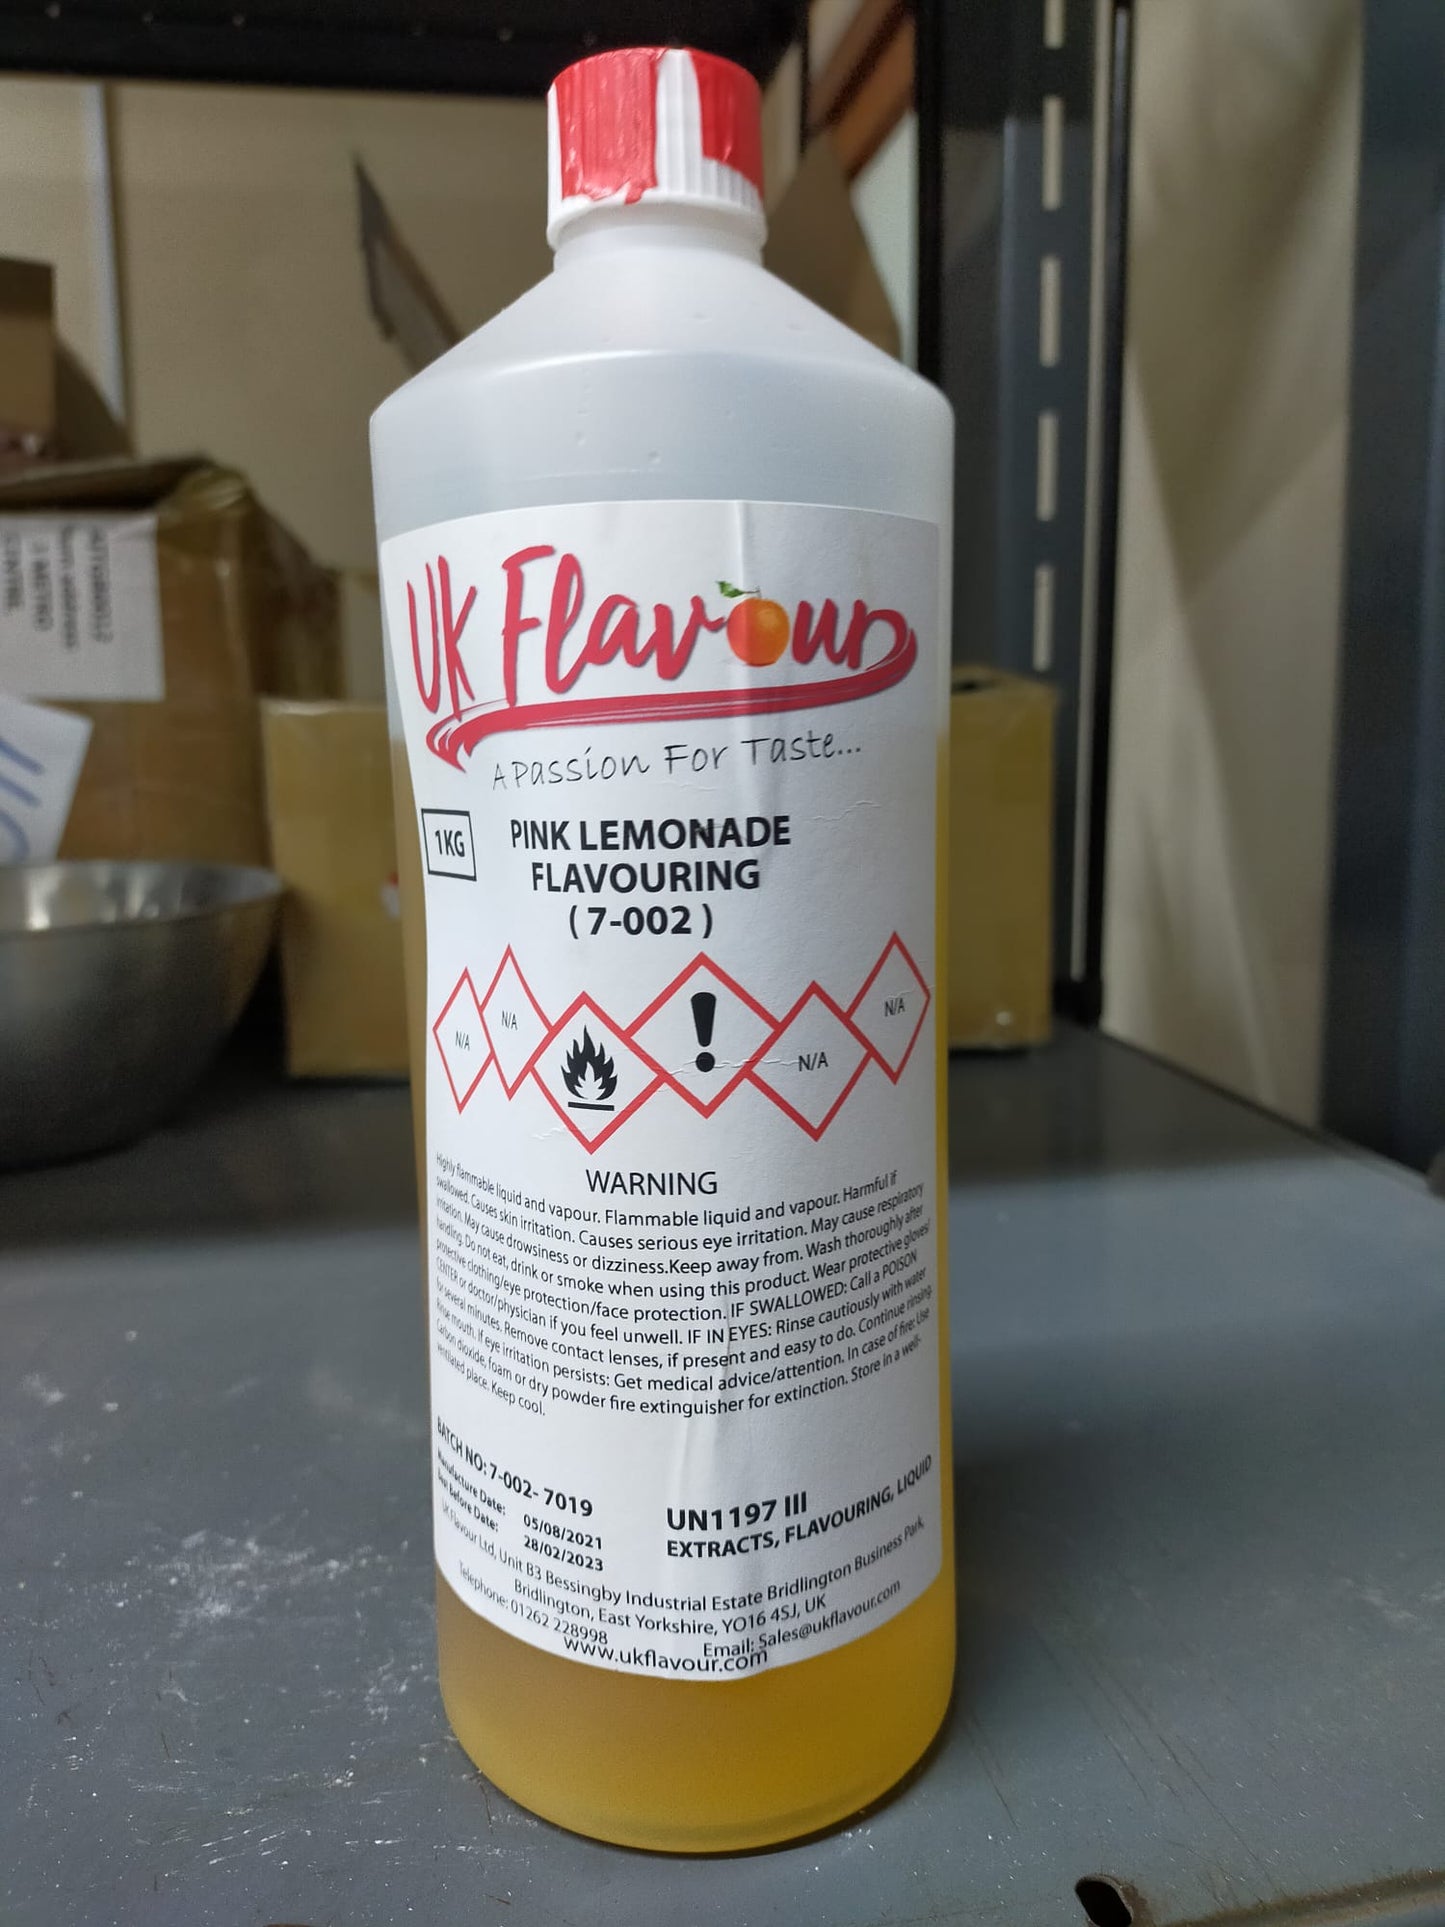 UK Flavour
A Passion For Taste...
1KG
PINK LEMONADE
FLAVOURING
( 7-002 )
N/A
N/A
N/A
N/A
WARNING
Highly flammable liquid and vapour. Flammable liquid and vapour. Harmful if
swallowed. Causes skin irritation. Causes serious eye irritation. May cause respiratory
irritation. May cause drowsiness or dizziness.Keep away from. Wash thoroughly after
handling. Do not eat, drink or smoke when using this product. Wear protective gloves/
protective clothing/eye protection/face protection. IF SWALLOWED: Call a POISON
CENTER or doctor/physician if you feel unwell. IF IN EYES: Rinse cautiously with water
for several minutes. Remove contact lenses, if present and easy to do. Continue rinsing.
Rinse mouth. If eye irritation persists: Get medical advice/attention. In case of fire: Use
Carbon dioxide, foam or dry powder fire extinguisher for extinction. Store in a well-
ventilated place. Keep cool.
BATCH NO: 7-002- 7019
Manufacture Date: 05/08/2021
Best Before Date: 28/02/2023
UN1197 III
EXTRACTS, FLAVOURING, LIQUID
UK Flavour Ltd, Unit B3 Bessingby Industrial Estate Bridlington Business Park,
Bridlington, East Yorkshire, YO16 4SJ, UK
Telephone: 01262 228998
Email: Sales@ukflavour.com
www.ukflavour.com